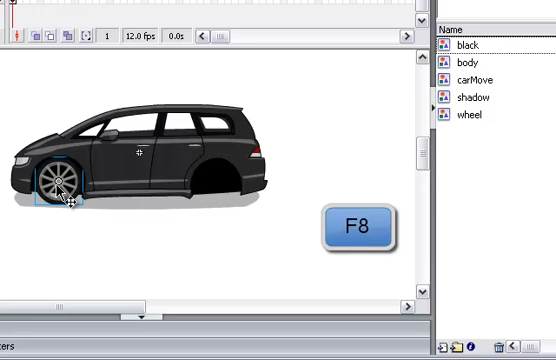 1 12.0 fps 0.0s
Name
black
body
carMove
shadow
wheel
F8
ters